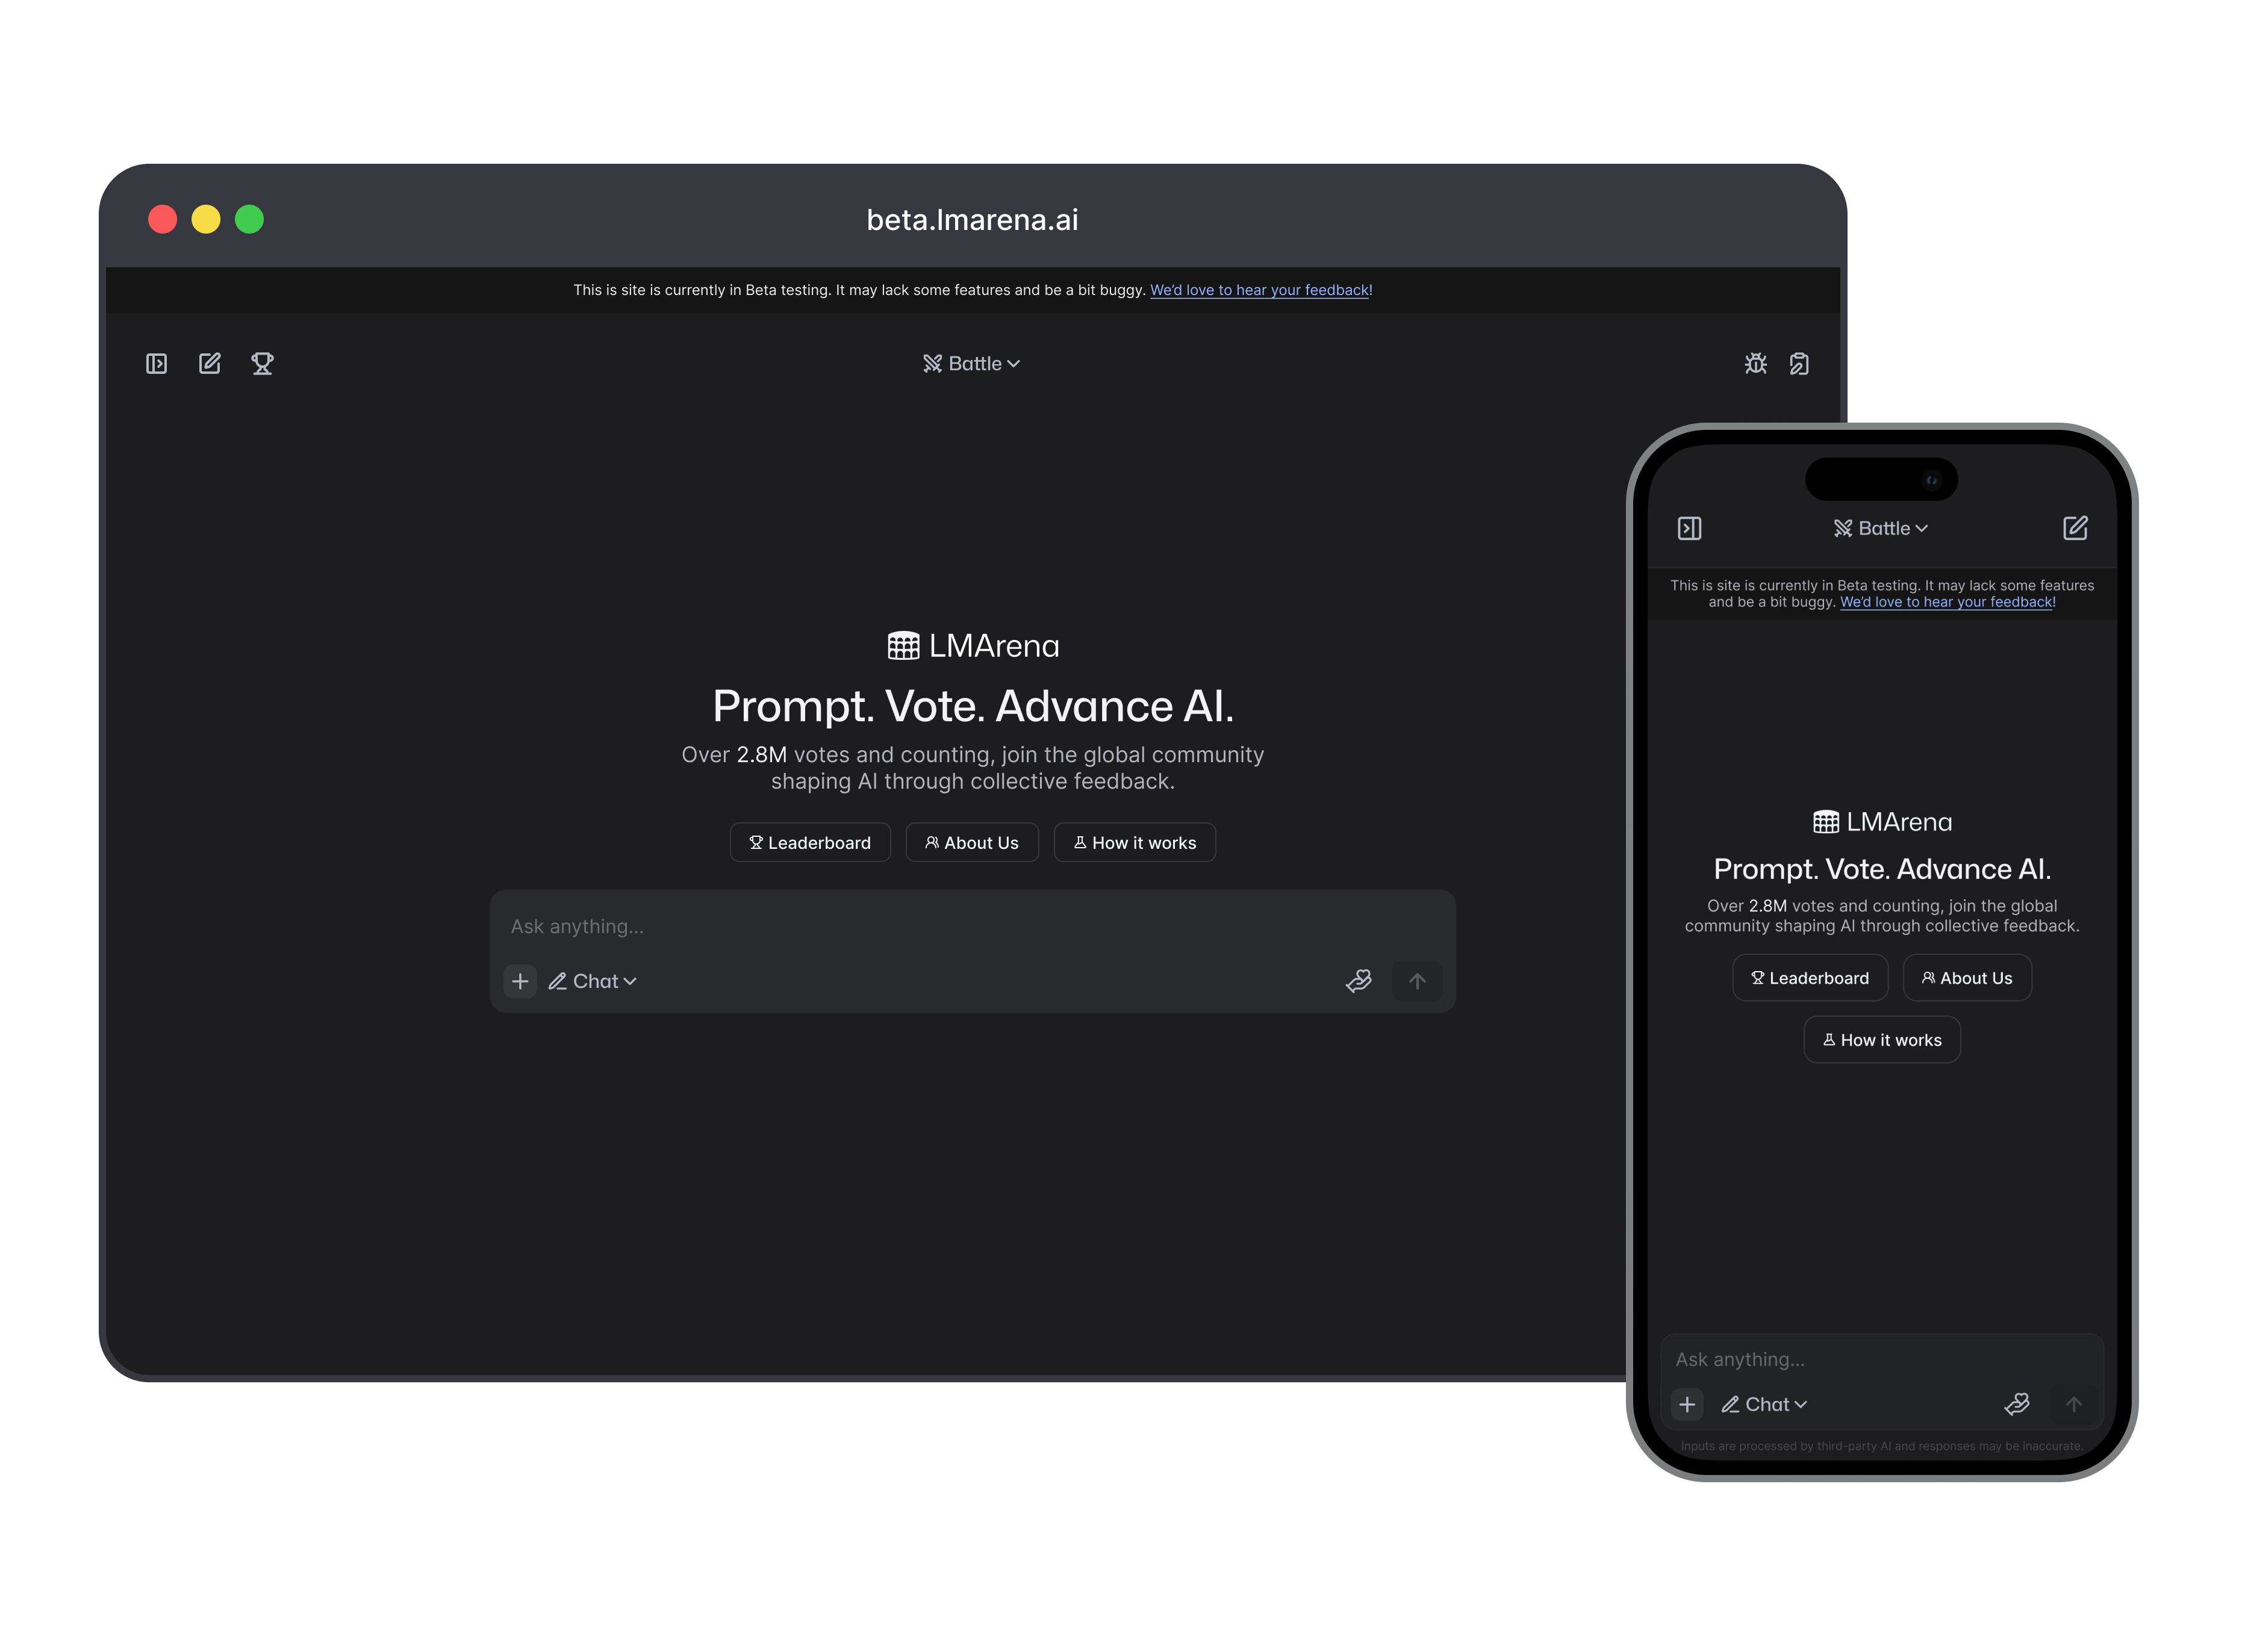 beta.lmarena.ai
This is site is currently in Beta testing. It may lack some features and be a bit buggy. We'd love to hear your feedback!
Battle
LMArena
Prompt. Vote. Advance AI.
Over 2.8M votes and counting, join the global community
shaping AI through collective feedback.
Leaderboard About Us How it works
Ask anything...
Chat
Battle
This is site is currently in Beta testing. It may lack some features
and be a bit buggy. We'd love to hear your feedback!
LMArena
Prompt. Vote. Advance AI.
Over 2.8M votes and counting, join the global
community shaping AI through collective feedback.
Leaderboard About Us
How it works
Ask anything...
Chat
Inputs are processed by third-party AI and responses may be inaccurate.